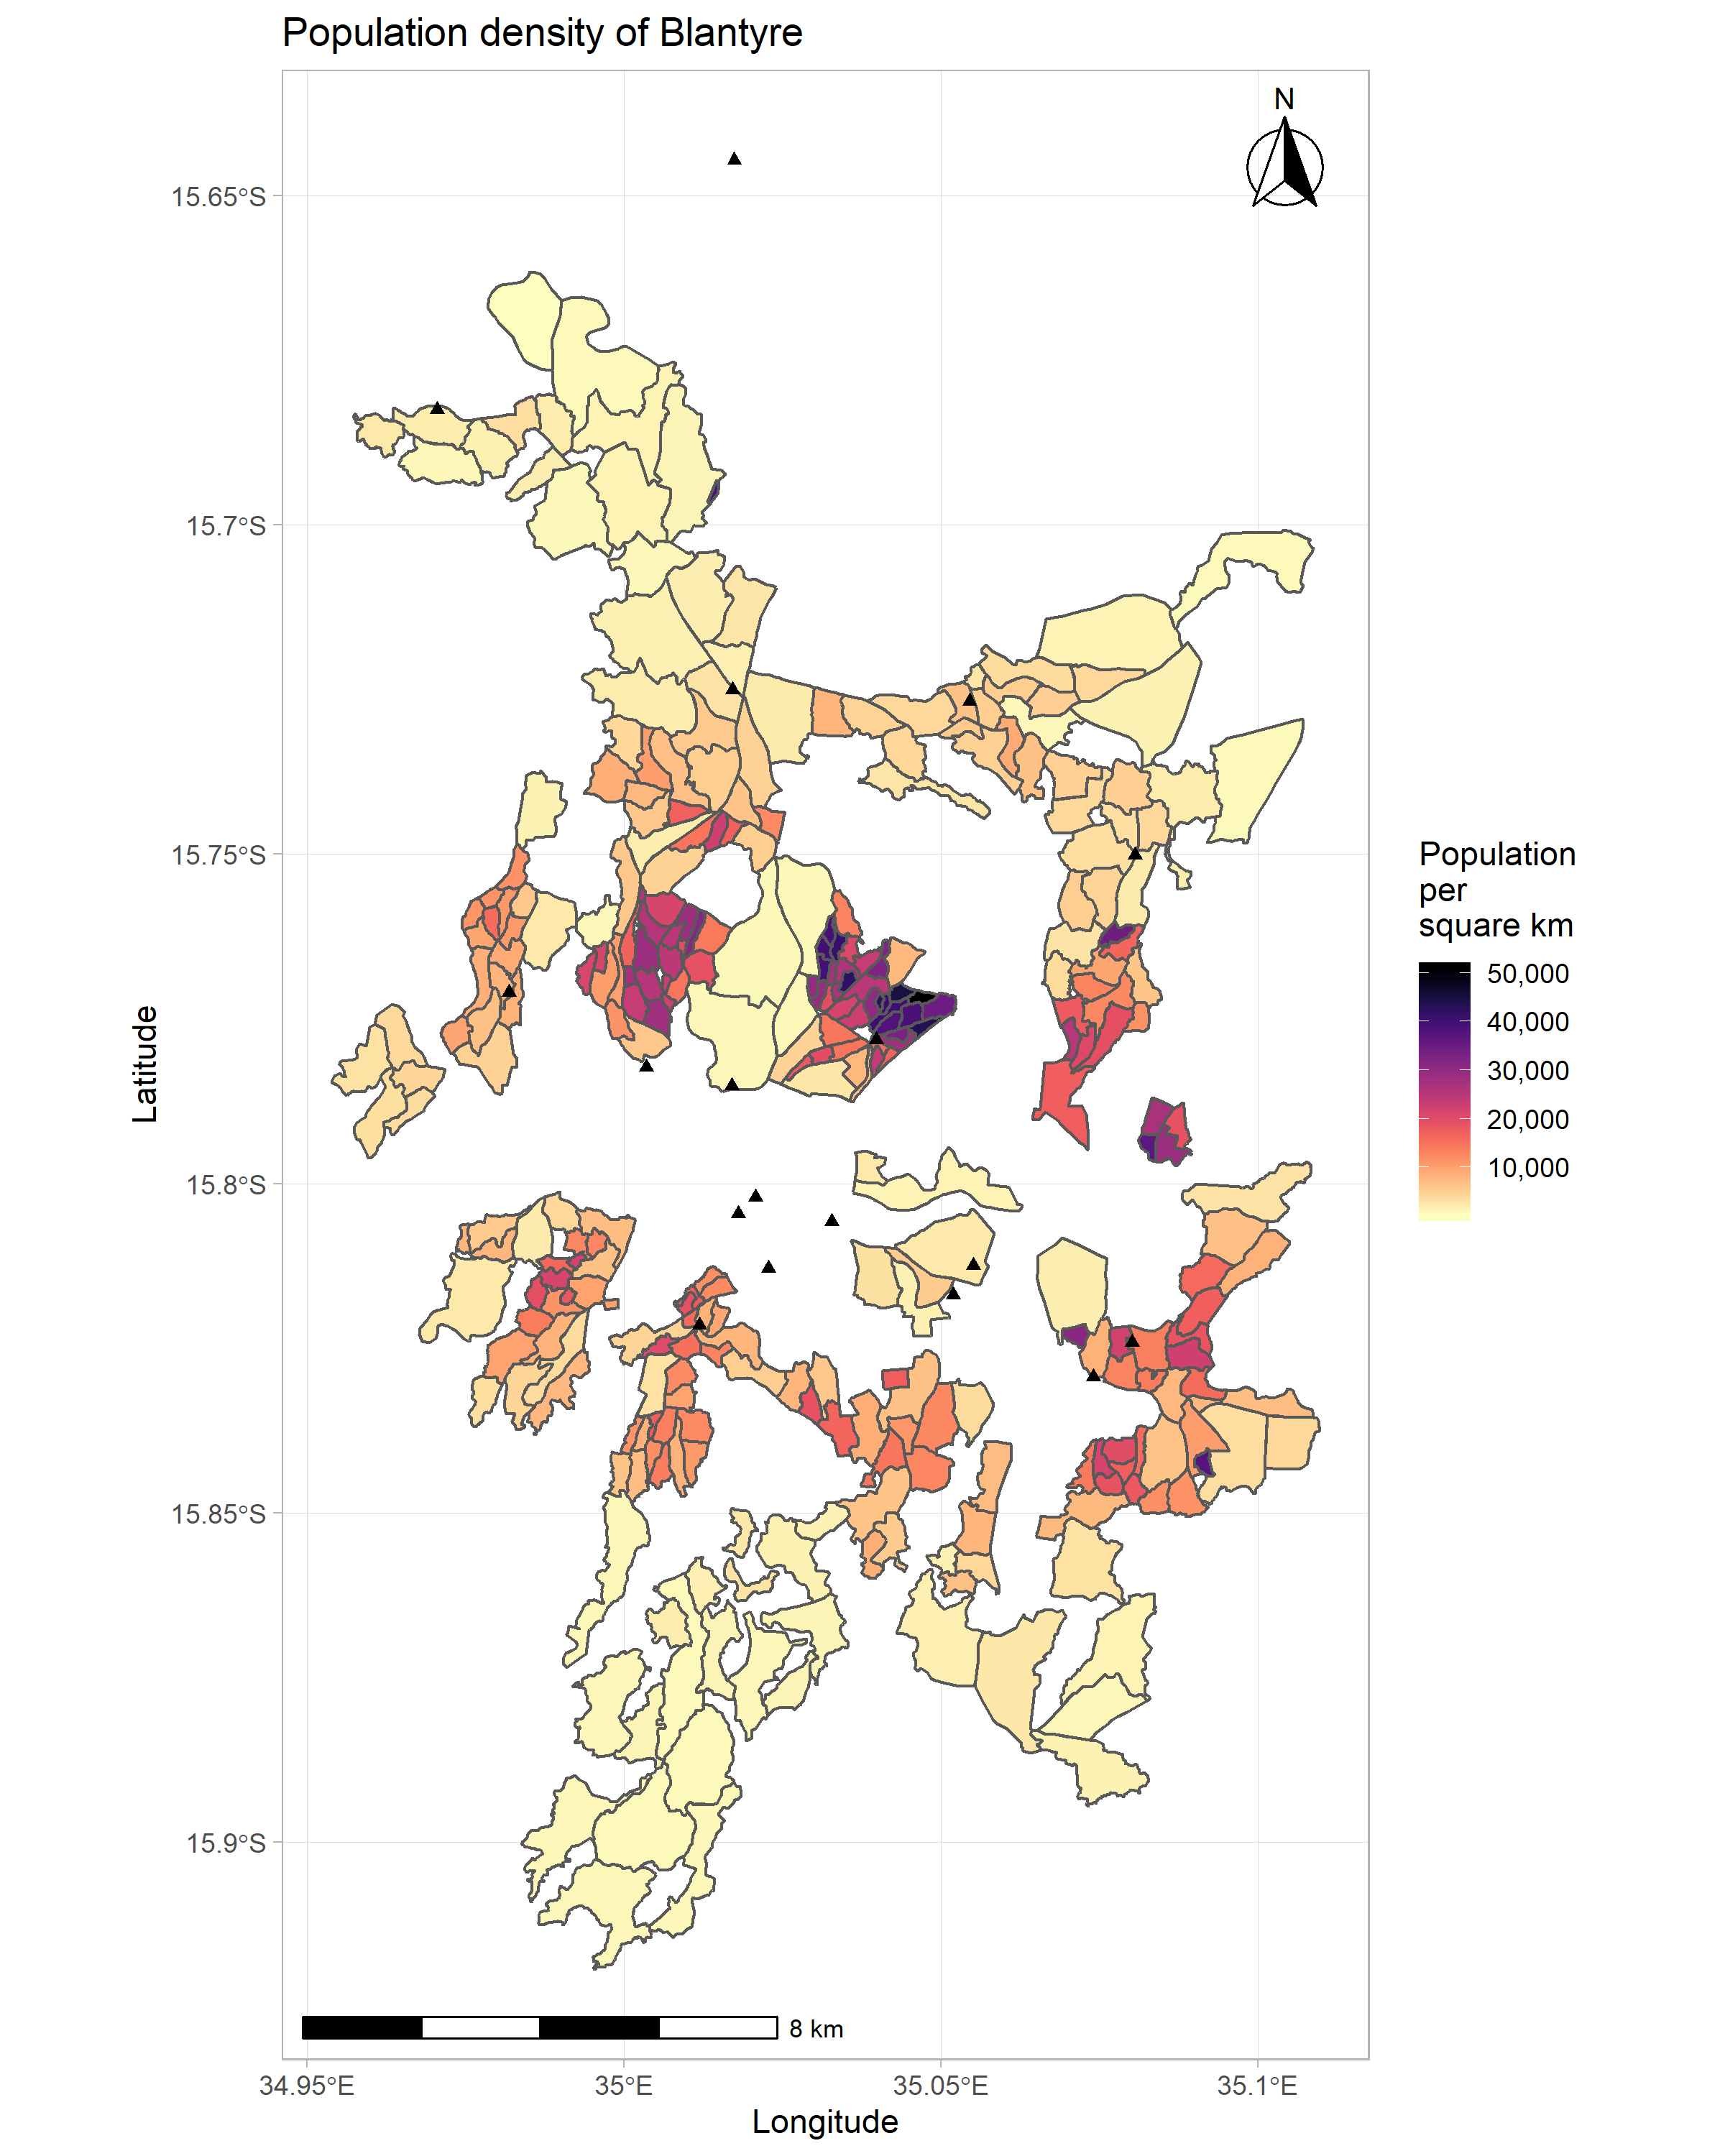 Population density of Blantyre
N
15.65°S
15.7°S
15.75°S
15.8°S
15.85°S
15.9°S
Latitude
Population
per
square km
50,000
40,000
30,000
20,000
10,000
8 km
34.95°E
35°E
35.05°E
35.1°E
Longitude